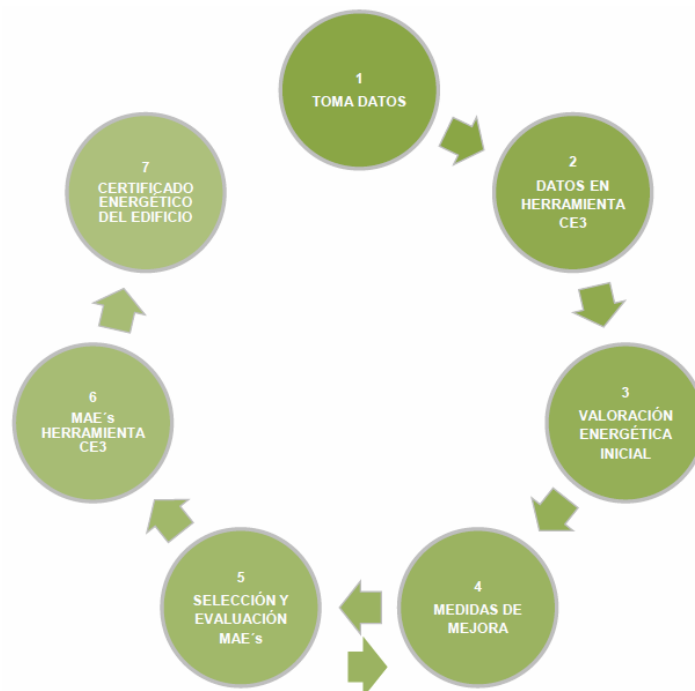 1
TOMA DATOS
2
DATOS EN
HERRAMIENTA
CE3
3
VALORACIÓN
ENERGÉTICA
INICIAL
4
MEDIDAS DE
MEJORA
5
SELECCIÓN Y
EVALUACIÓN
MAE´s
6
MAE´s
HERRAMIENTA
CE3
7
CERTIFICADO
ENERGÉTICO
DEL EDIFICIO